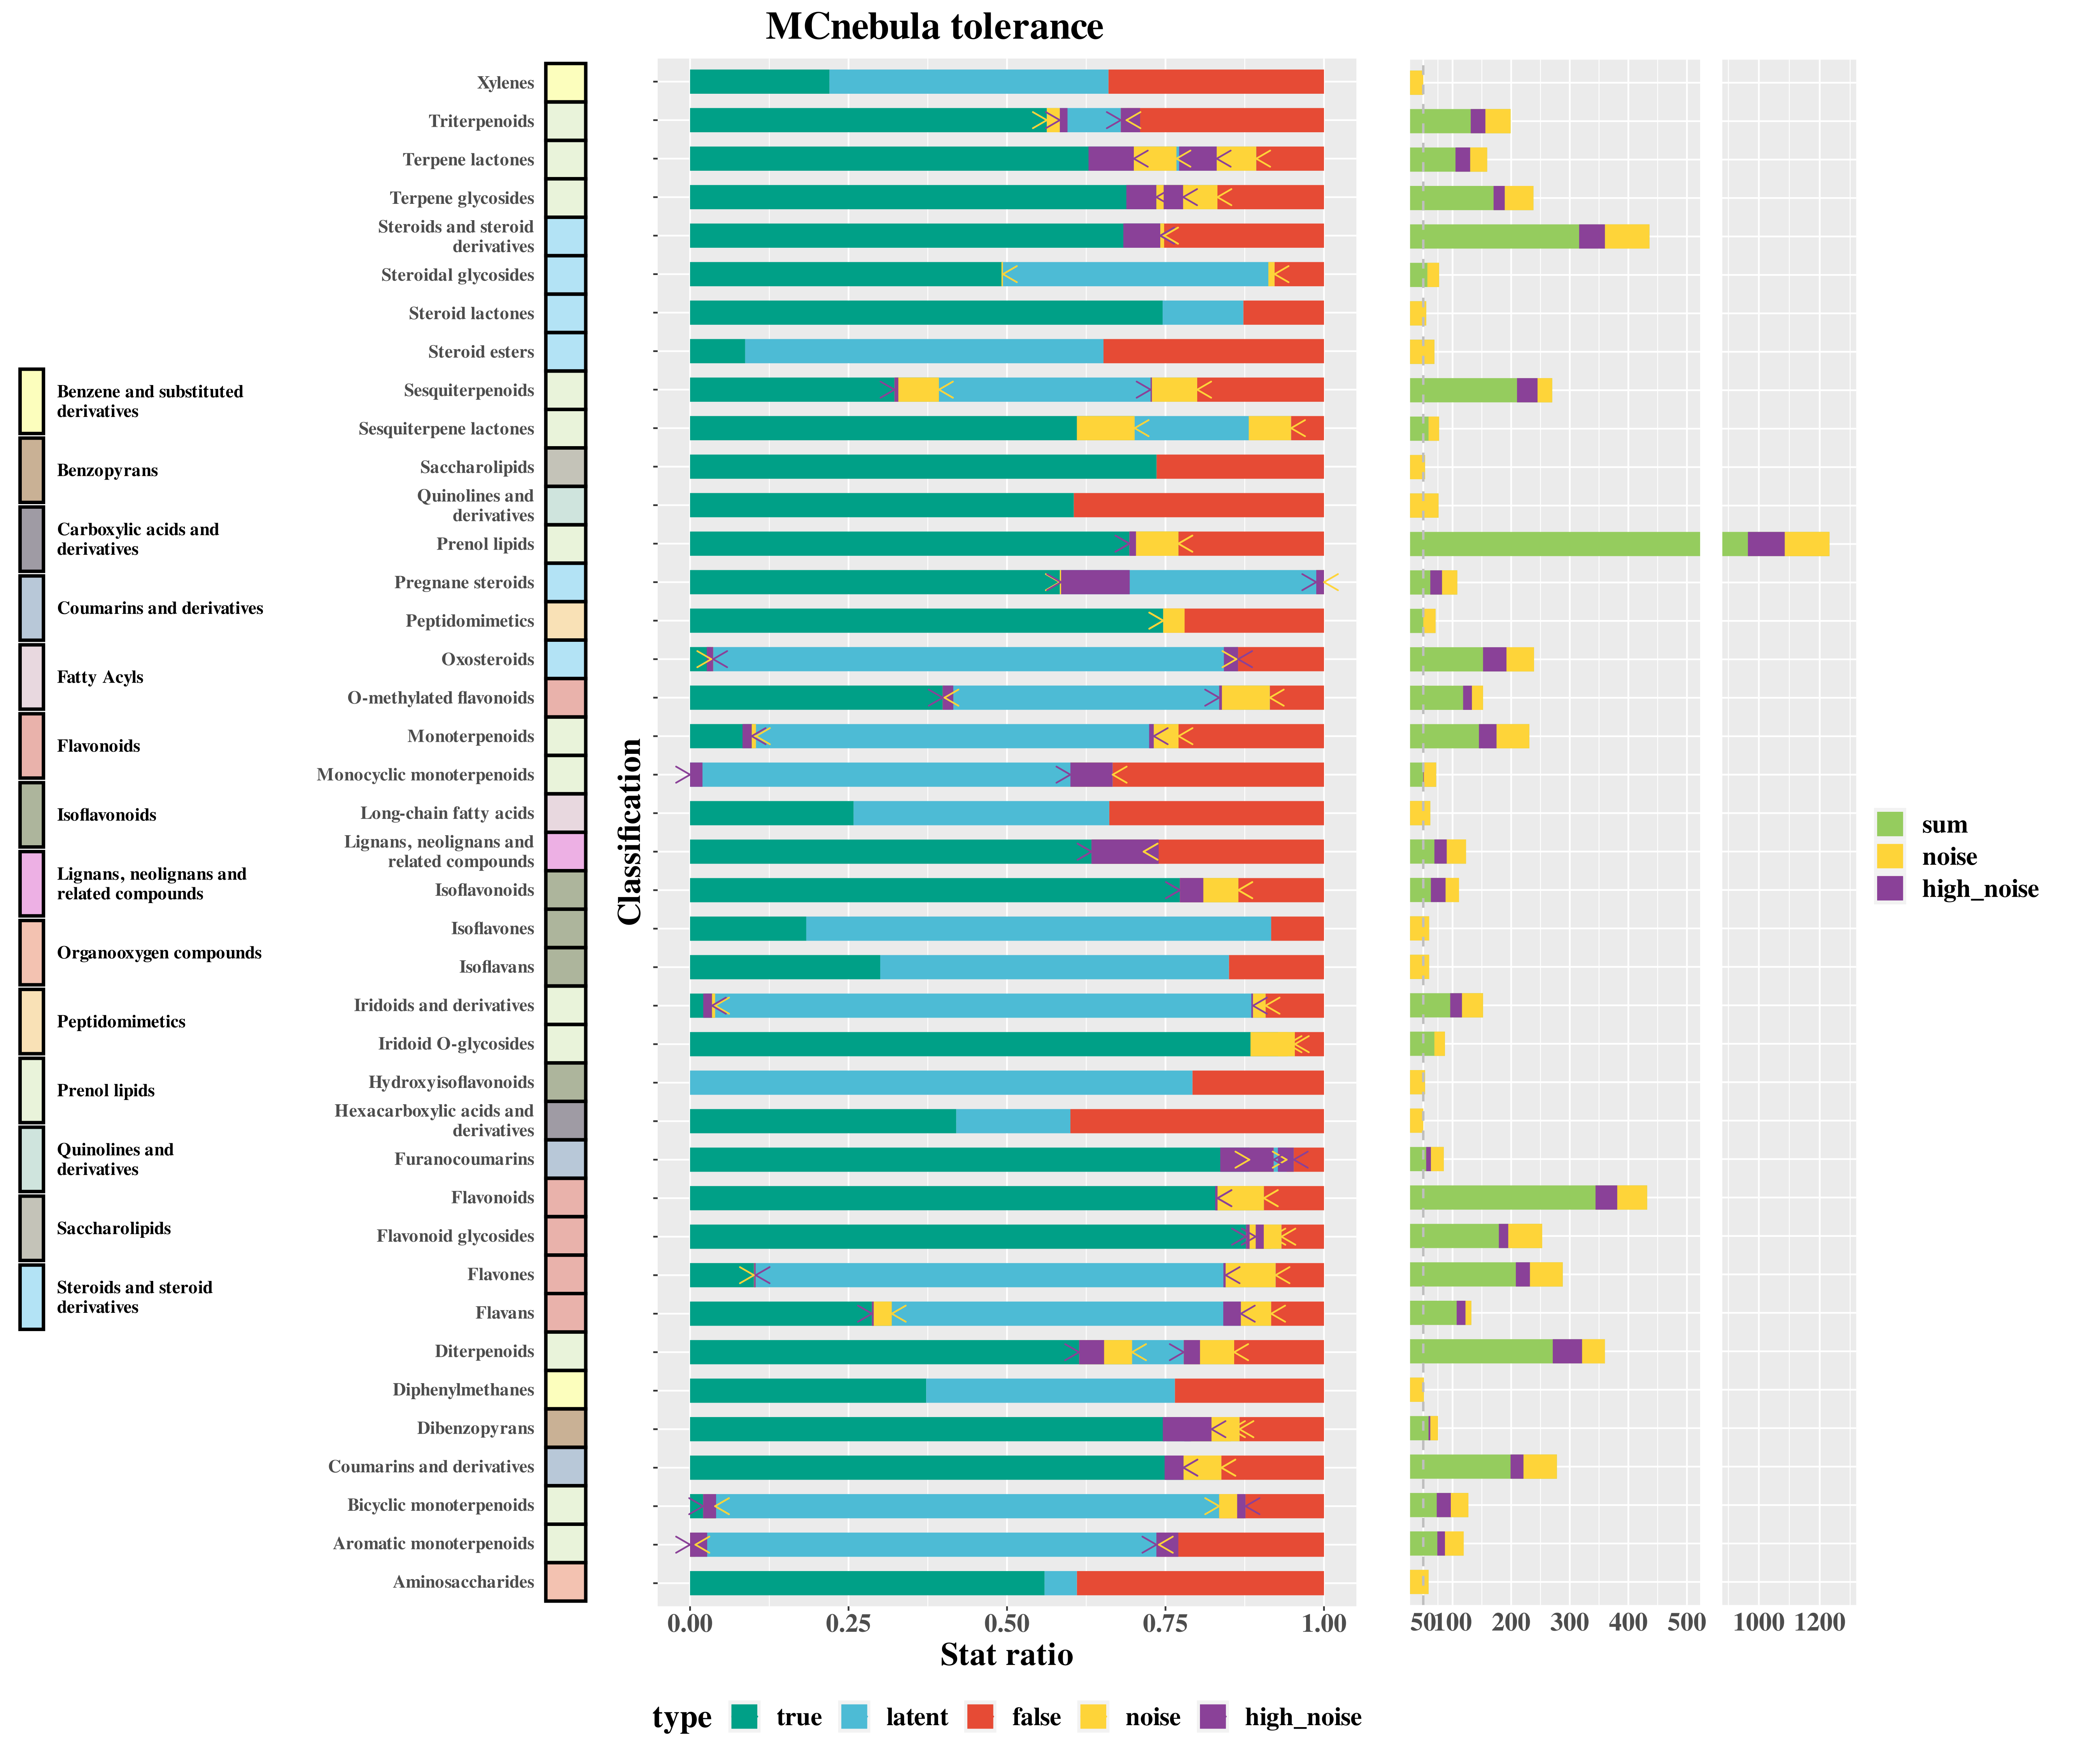 MCnebula tolerance
Xylenes
Triterpenoids
Terpene lactones
Terpene glycosides
Steroids and steroid
derivatives
Steroidal glycosides
Steroid lactones
Steroid esters
Sesquiterpenoids
Sesquiterpene lactones
Saccharolipids
Quinolines and
derivatives
Prenol lipids
Pregnane steroids
Peptidomimetics
Oxosteroids
O-methylated flavonoids
Monoterpenoids
Monocyclic monoterpenoids
Long-chain fatty acids
Lignans, neolignans and
related compounds
Isoflavonoids
Isoflavones
Isoflavans
Iridoids and derivatives
Iridoid O-glycosides
Hydroxyisoflavonoids
Hexacarboxylic acids and
derivatives
Furanocoumarins
Flavonoids
Flavonoid glycosides
Flavones
Flavans
Diterpenoids
Diphenylmethanes
Dibenzopyrans
Coumarins and derivatives
Bicyclic monoterpenoids
Aromatic monoterpenoids
Aminosaccharides
Benzene and substituted
derivatives
Benzopyrans
Carboxylic acids and
derivatives
Coumarins and derivatives
Fatty Acyls
Flavonoids
Isoflavonoids
Lignans, neolignans and
related compounds
Organooxygen compounds
Peptidomimetics
Prenol lipids
Quinolines and
derivatives
Saccharolipids
Steroids and steroid
derivatives
Classification
0.00 0.25 0.50 0.75 1.00
Stat ratio
50 100 200 300 400 500 1000 1200
sum
noise
high_noise
type true latent false noise high_noise